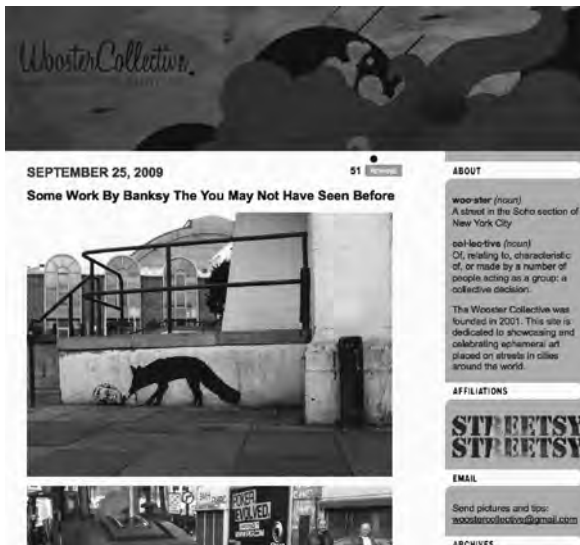 WoosterCollective.
SEPTEMBER 25, 2009
51
Some Work By Banksy The You May Not Have Seen Before
POKER
EVOLVED.
ABOUT
woo·ster (noun)
A street in the Soho section of
New York City
col·lec·tive (noun)
Of, relating to, characteristic
of, or made by a number of
people acting as a group: a
collective decision.
The Wooster Collective was
founded in 2001. This site is
dedicated to showcasing and
celebrating ephemeral art
placed on streets in cities
around the world.
AFFILIATIONS
STREETSY
STREETSY
EMAIL
Send pictures and tips:
woostercollective@gmail.com
ARCHIVES